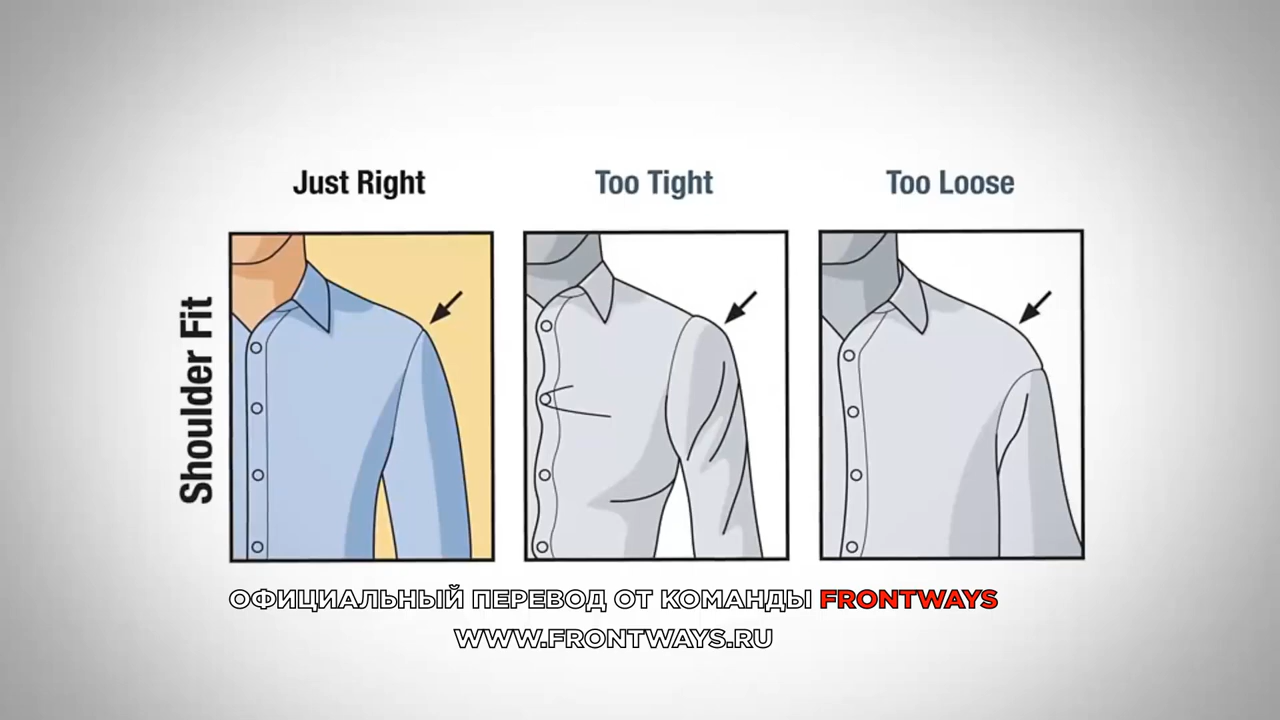 Just Right
Too Tight
Too Loose
Shoulder Fit
ОФИЦИАЛЬНЫЙ ПЕРЕВОД ОТ КОМАНДЫ FRONTWAYS
WWW.FRONTWAYS.RU